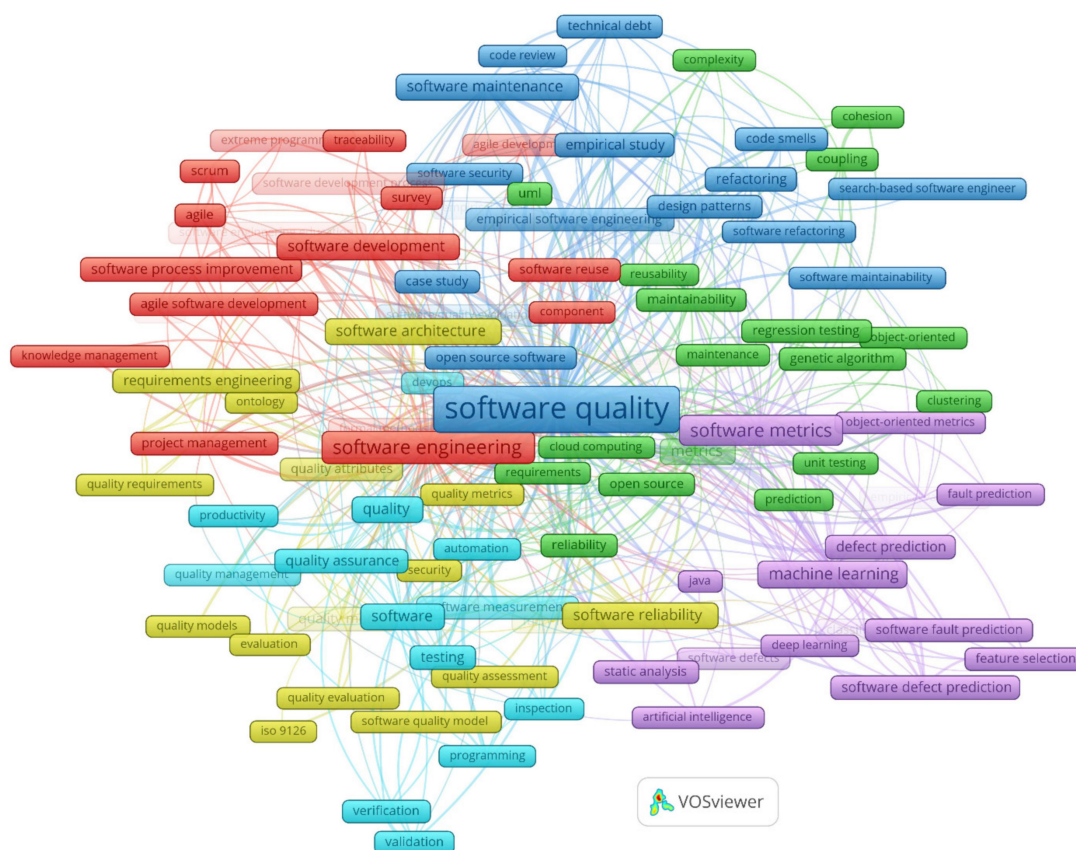 technical debt
code review
complexity
software maintenance
cohesion
extreme programm
traceability
agile developm
empirical study
code smells
coupling
scrum
software security
refactoring
search-based software engineer
software development process
survey
uml
design patterns
agile
empirical software engineering
software refactoring
software development
software process improvement
software reuse
reusability
case study
software maintainability
agile software development
maintainability
component
software architecture
regression testing
object-oriented
knowledge management
open source software
maintenance
genetic algorithm
requirements engineering
devops
ontology
clustering
software quality
software metrics
object-oriented metrics
project management
software engineering
cloud computing
metrics
quality attributes
requirements
unit testing
quality requirements
quality metrics
open source
prediction
fault prediction
productivity
quality
automation
reliability
defect prediction
quality assurance
quality management
security
java
machine learning
software measuremen
software
software reliability
quality models
evaluation
software fault prediction
testing
deep learning
software defects
feature selection
quality assessment
static analysis
software defect prediction
quality evaluation
inspection
iso 9126
software quality model
artificial intelligence
programming
verification
validation
VOSviewer